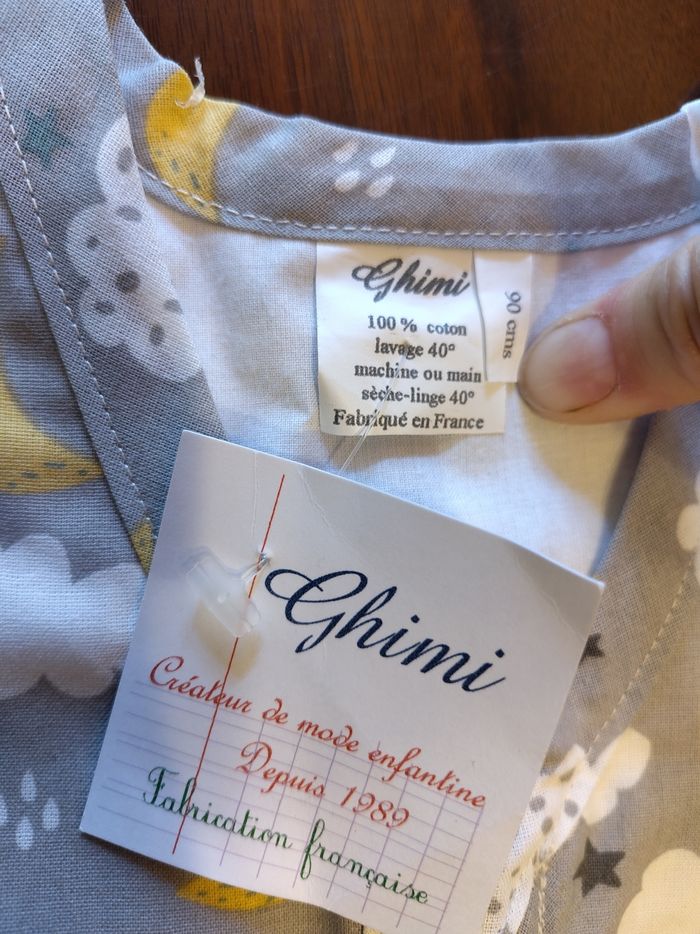 Ghimi
100 % coton
lavage 40°
machine ou main
sèche-linge 40°
Fabriqué en France
90 cms
Ghimi
Créateur de mode enfantine
Depuis 1989
Fabrication française